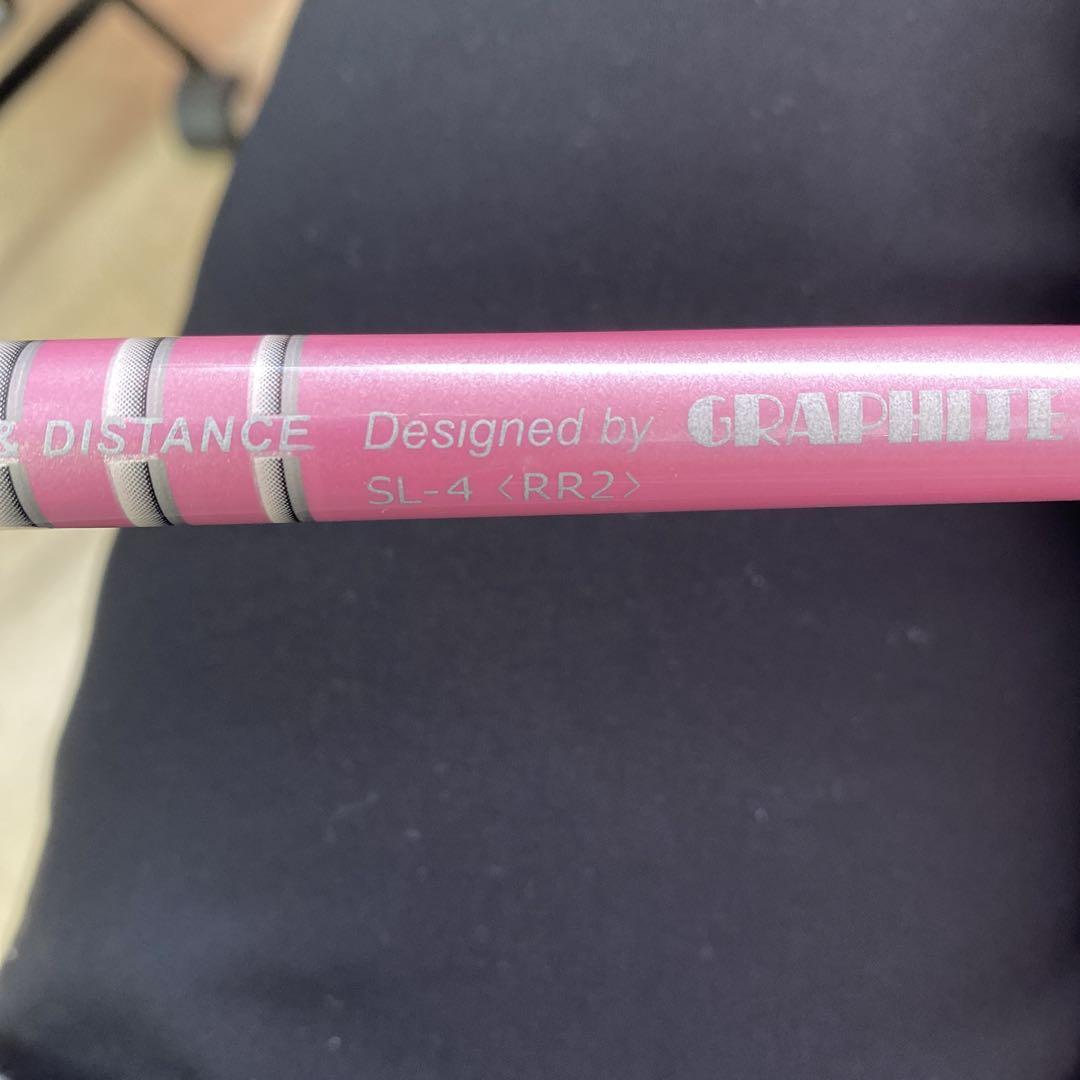 & DISTANCE Designed by GRAPHITE
SL-4 <RR2>